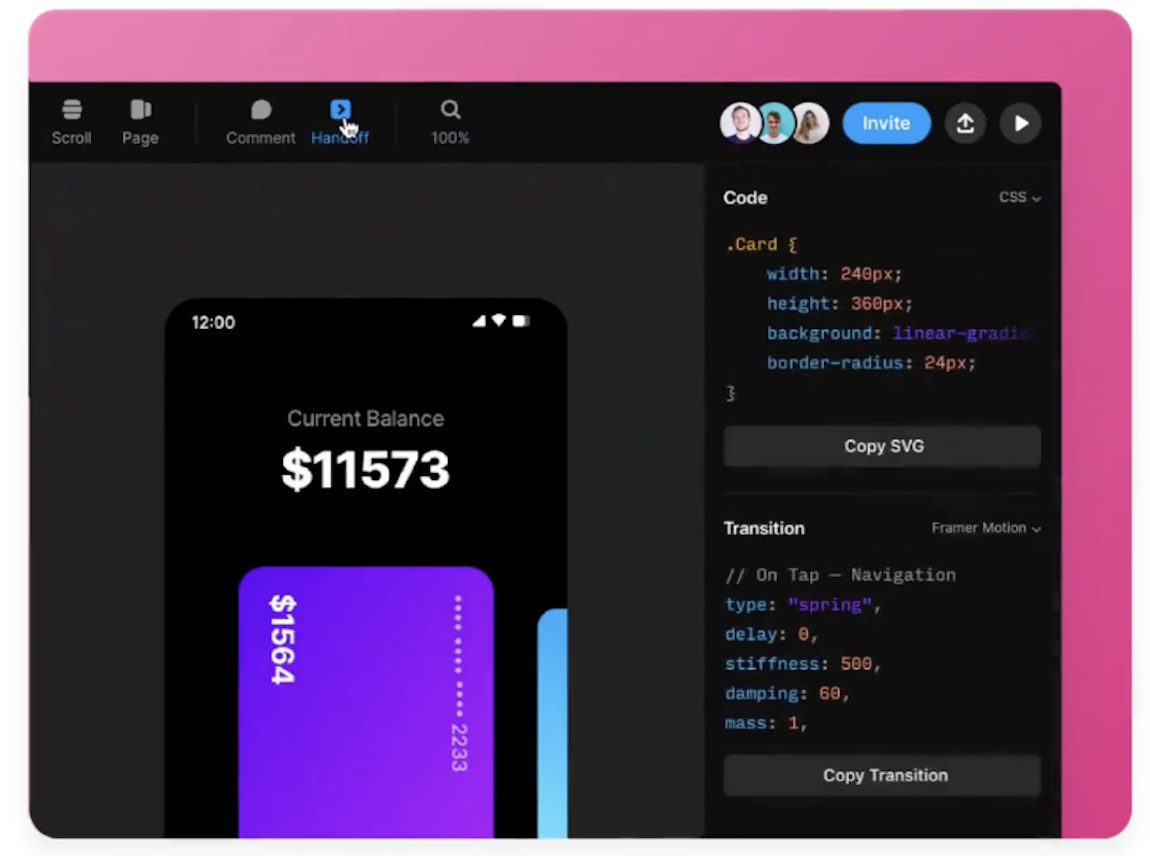 Scroll
Page
Comment
Handoff
100%
Invite
12:00
Current Balance
$11573
$1564
•••• •••• •••• 2233
Code
CSS
.Card {
width: 240px;
height: 360px;
background: linear-gradie
border-radius: 24px;
}
Copy SVG
Transition
Framer Motion
// On Tap — Navigation
type: "spring",
delay: 0,
stiffness: 500,
damping: 60,
mass: 1,
Copy Transition